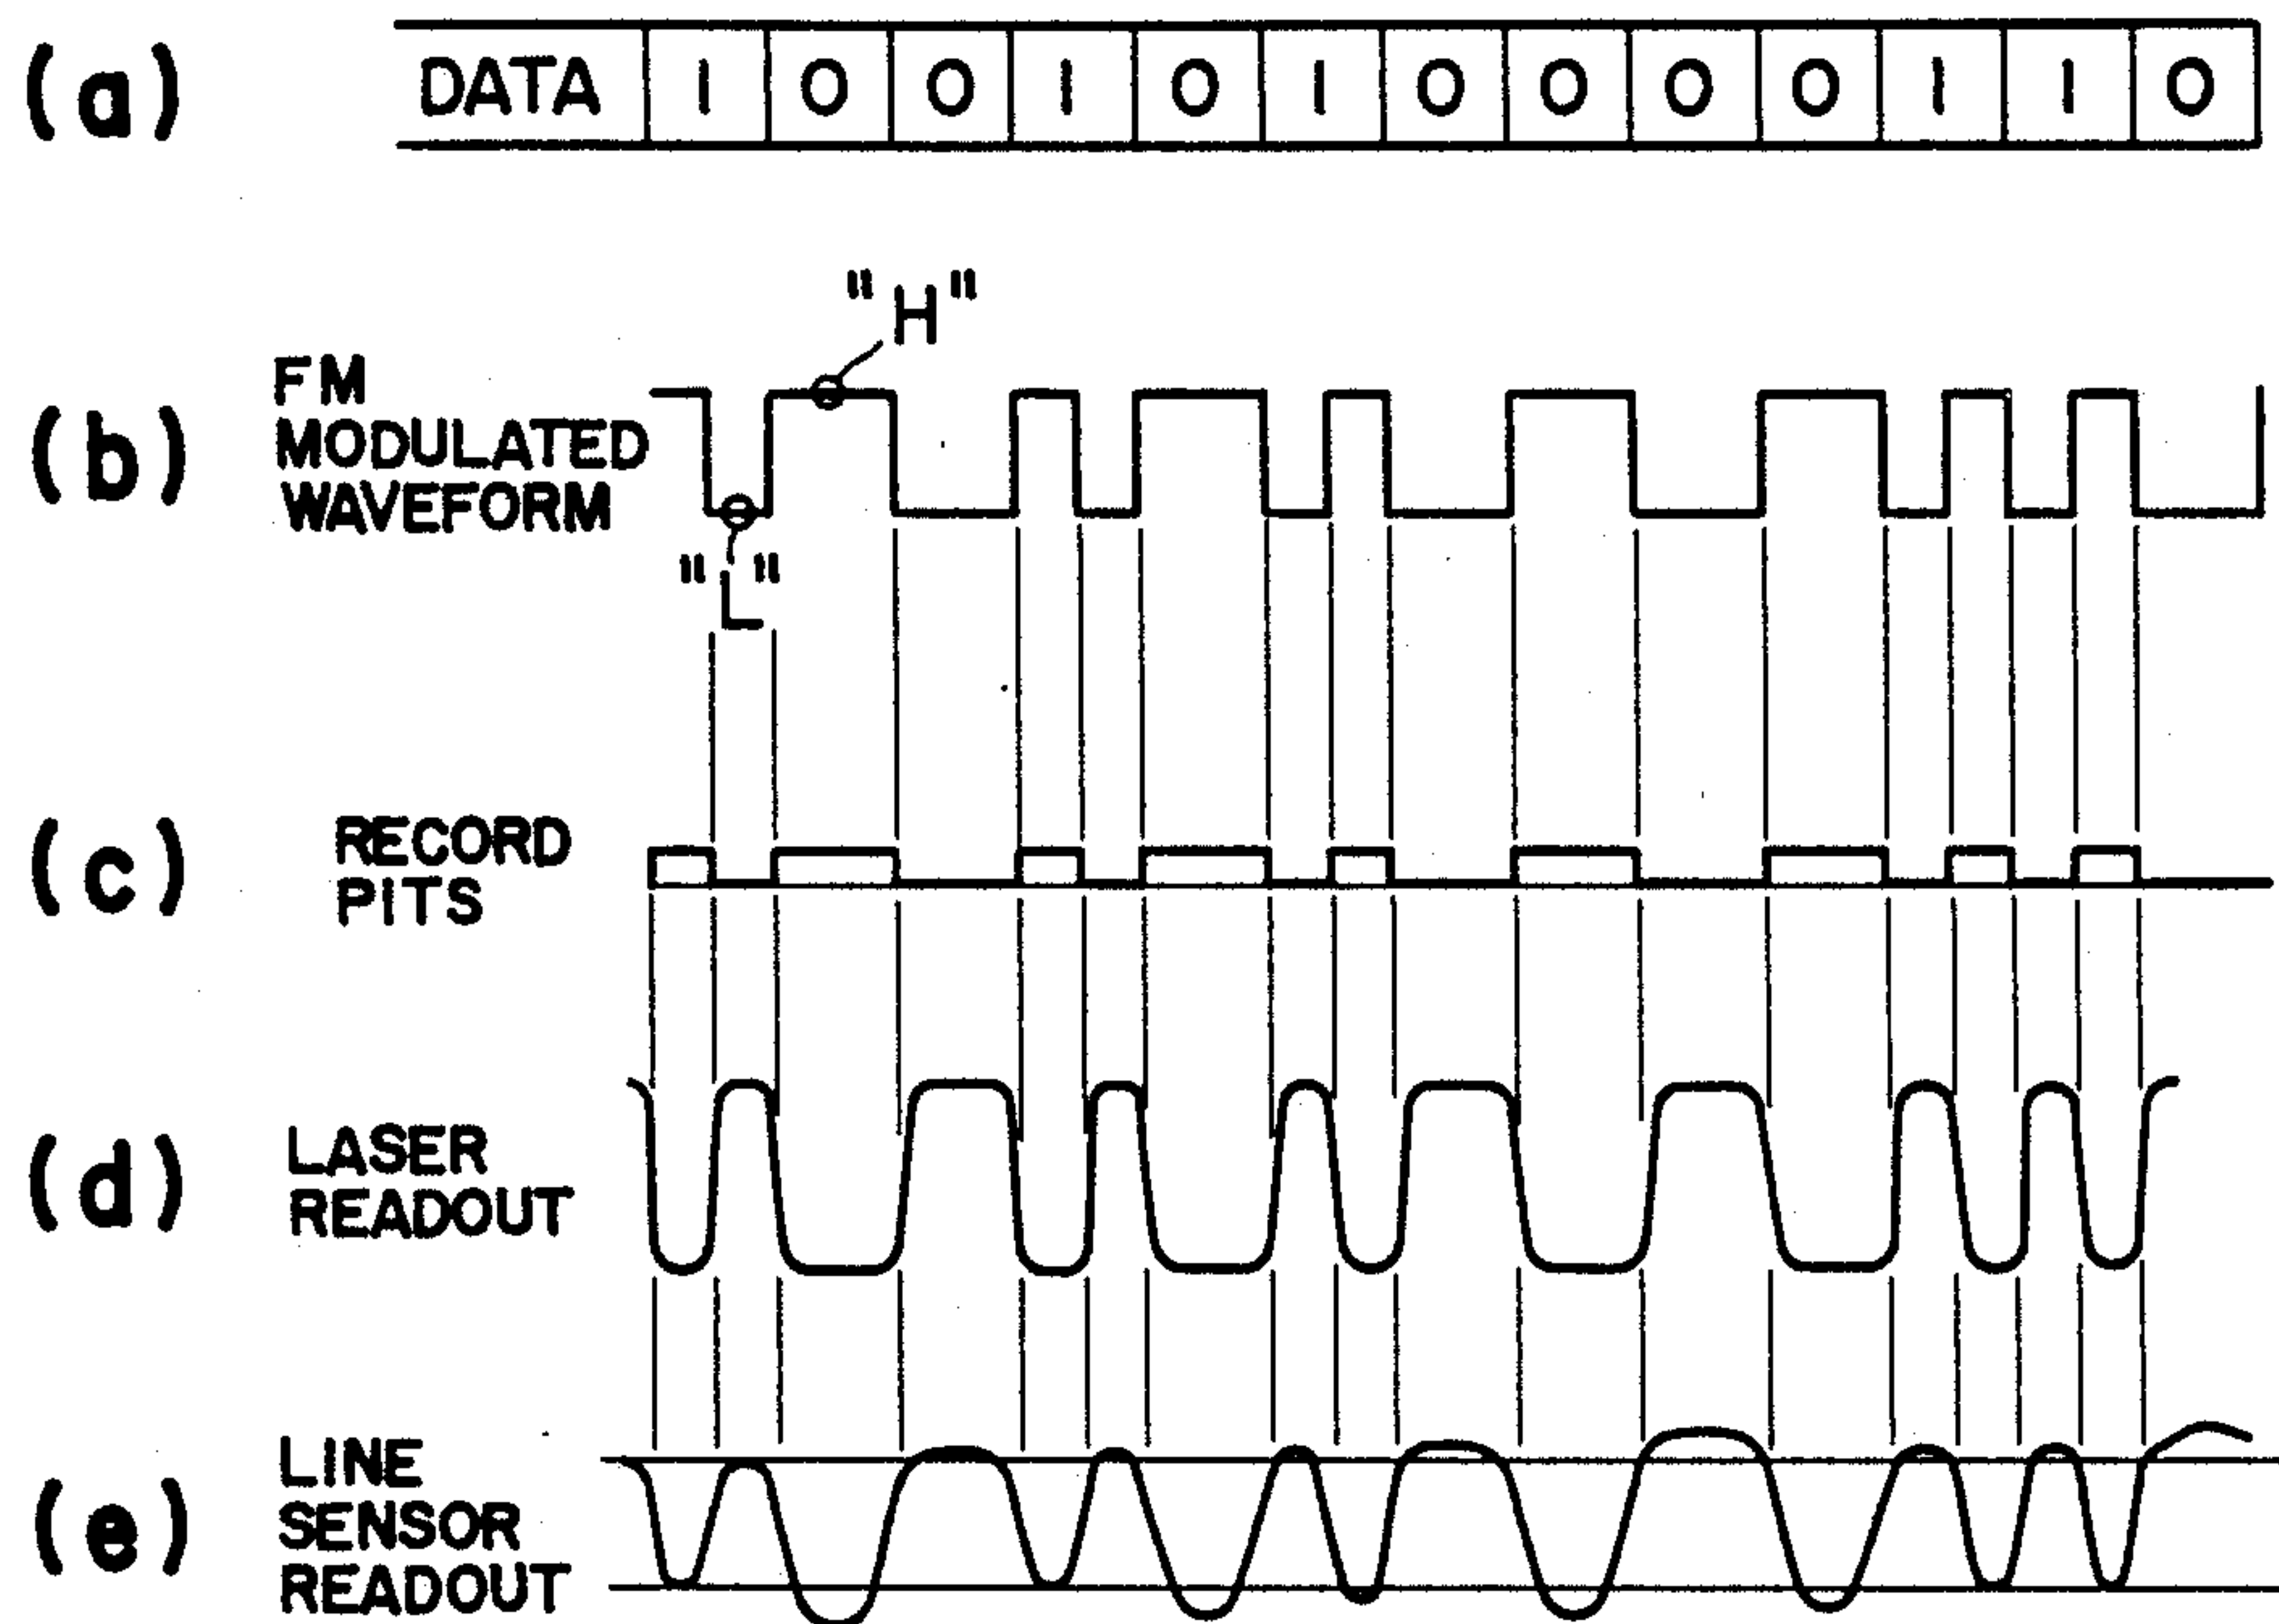 (a) DATA 1 0 0 1 0 1 0 0 0 0 1 1 0
"H"
(b) FM
MODULATED
WAVEFORM
"L"
(c) RECORD
PITS
(d) LASER
READOUT
(e) LINE
SENSOR
READOUT